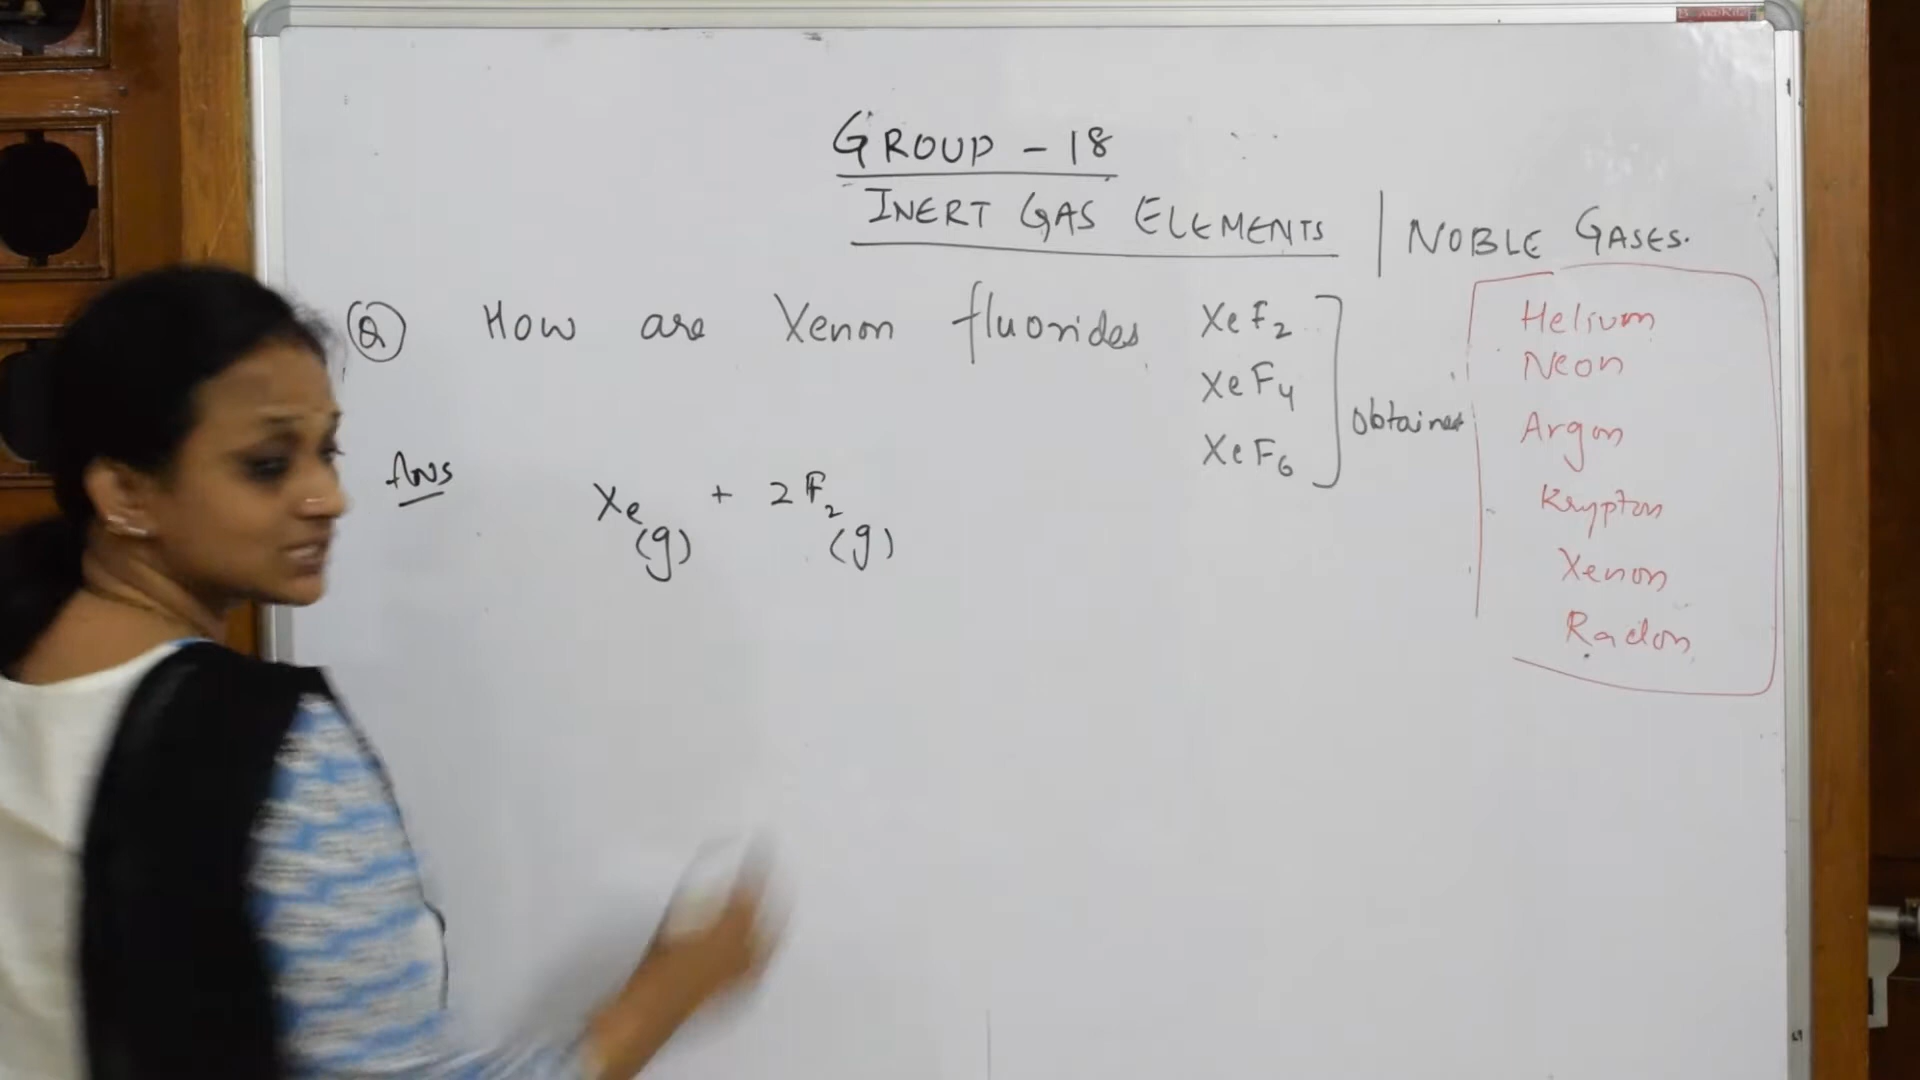 GROUP - 18
INERT GAS ELEMENTS | NOBLE GASES.
Q How are Xenon fluorides XeF2
XeF4
XeF6
Obtained
Ans
Xe(g) + 2F2(g)
Helium
Neon
Argon
Krypton
Xenon
Radon